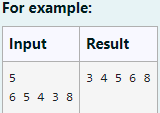 For example:
Input Result
5 3 4 5 6 8
6 5 4 3 8